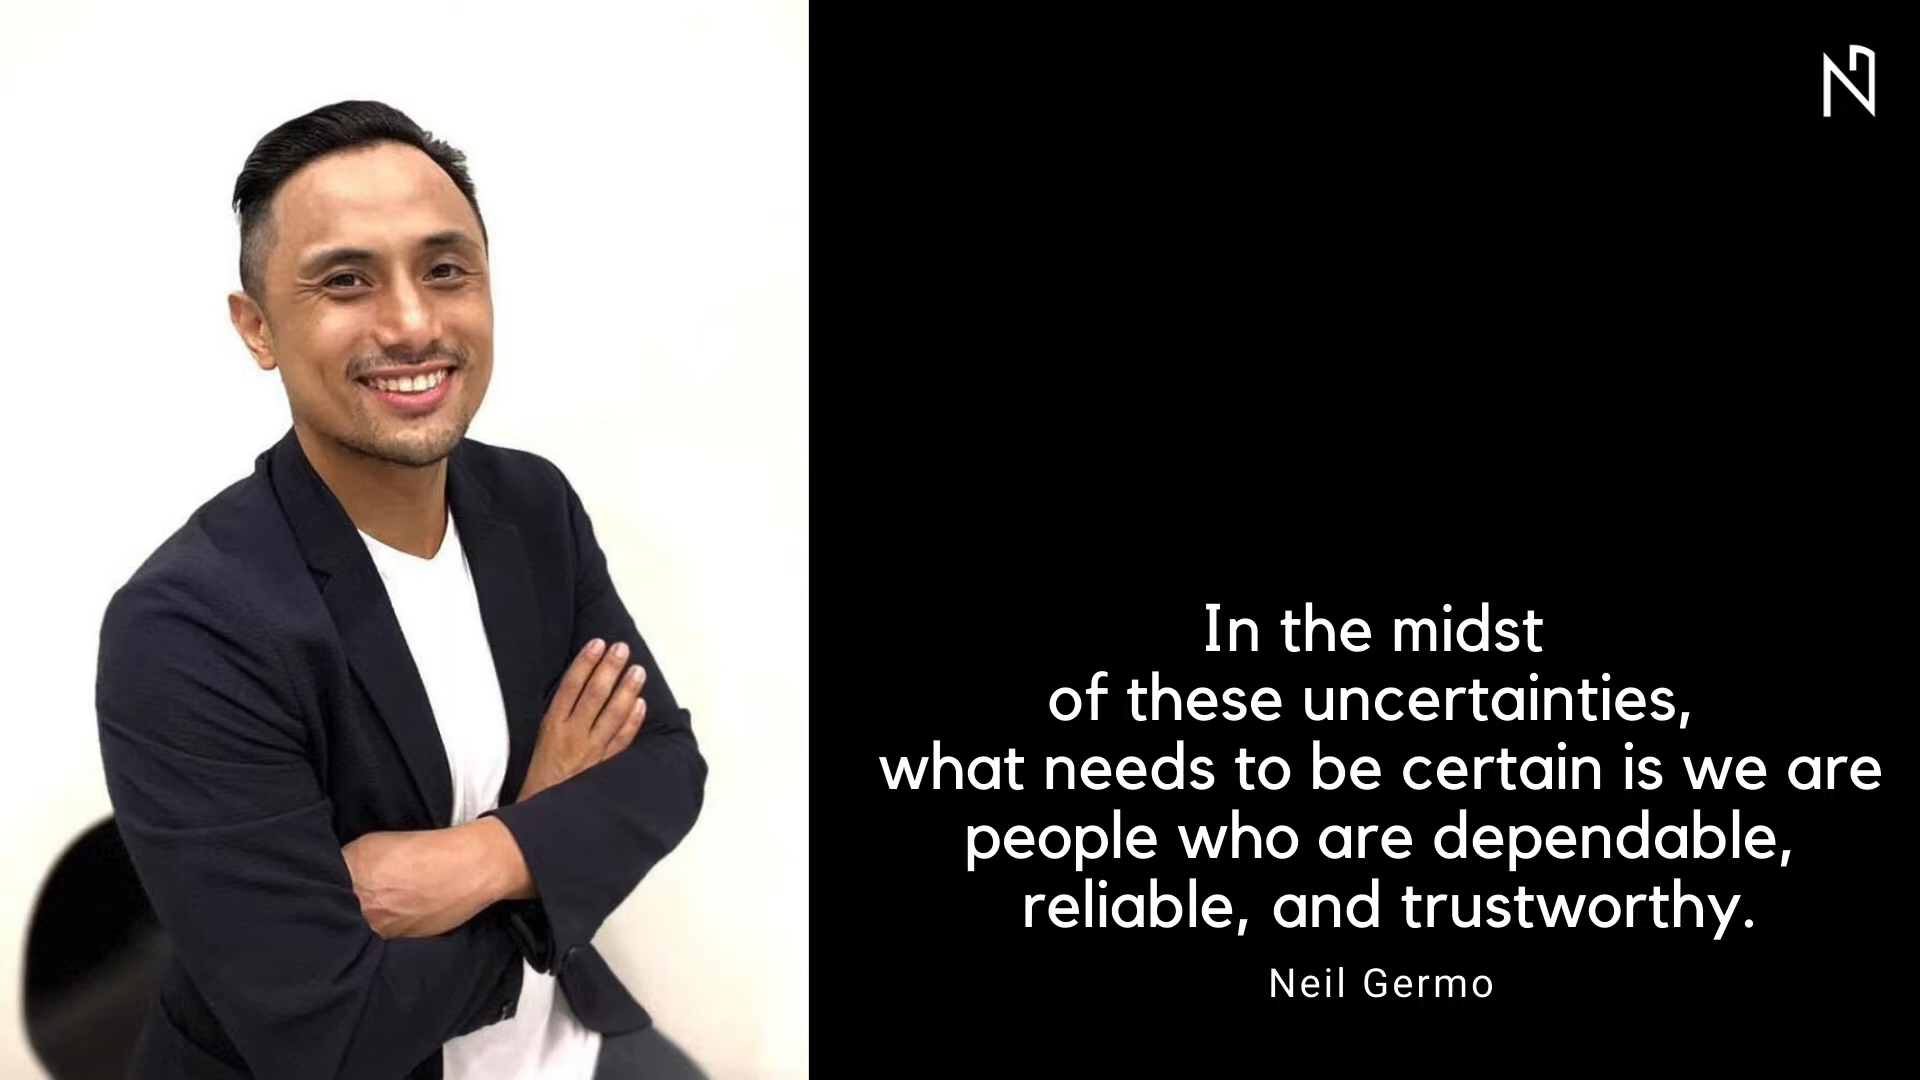 In the midst
of these uncertainties,
what needs to be certain is we are
people who are dependable,
reliable, and trustworthy.
Neil Germo